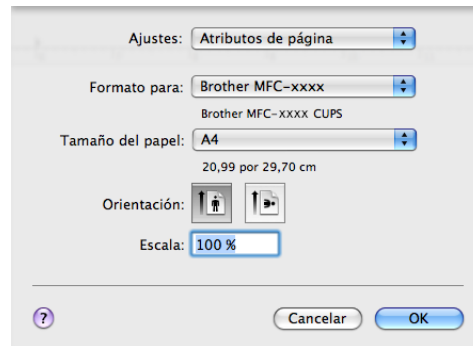 Ajustes: Atributos de página
Formato para: Brother MFC-xxxx
Brother MFC-XXXX CUPS
Tamaño del papel: A4
20,99 por 29,70 cm
Orientación:
Escala: 100 %
? Cancelar OK